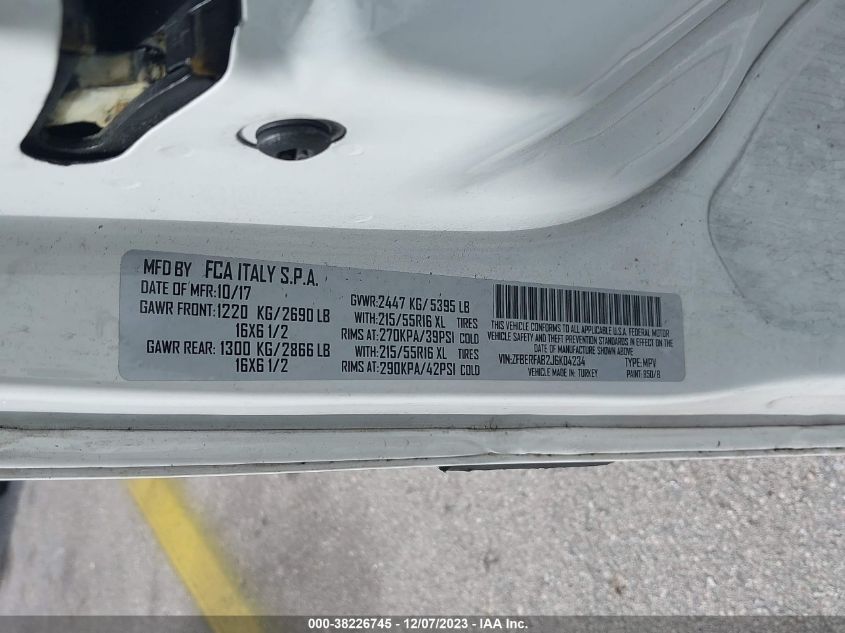 MFD BY FCA ITALY S.P.A.
DATE OF MFR:10/17
GAWR FRONT:1220 KG/2690 LB
16X6 1/2
GAWR REAR: 1300 KG/2866 LB
16X6 1/2
GVWR:2447 KG/5395 LB
WITH:215/55R16 XL TIRES
RIMS AT:270KPA/39PSI COLD
WITH:215/55R16 XL TIRES
RIMS AT:290KPA/42PSI COLD
THIS VEHICLE CONFORMS TO ALL APPLICABLE U.S.A. FEDERAL MOTOR
VEHICLE SAFETY AND THEFT PREVENTION STANDARDS IN EFFECT
ON THE DATE OF MANUFACTURE SHOWN ABOVE
VIN:ZFBERFAB2J6K04234 TYPE:MPV
VEHICLE MADE IN: TURKEY PAINT: 950/B
000-38226745 - 12/07/2023 - IAA Inc.